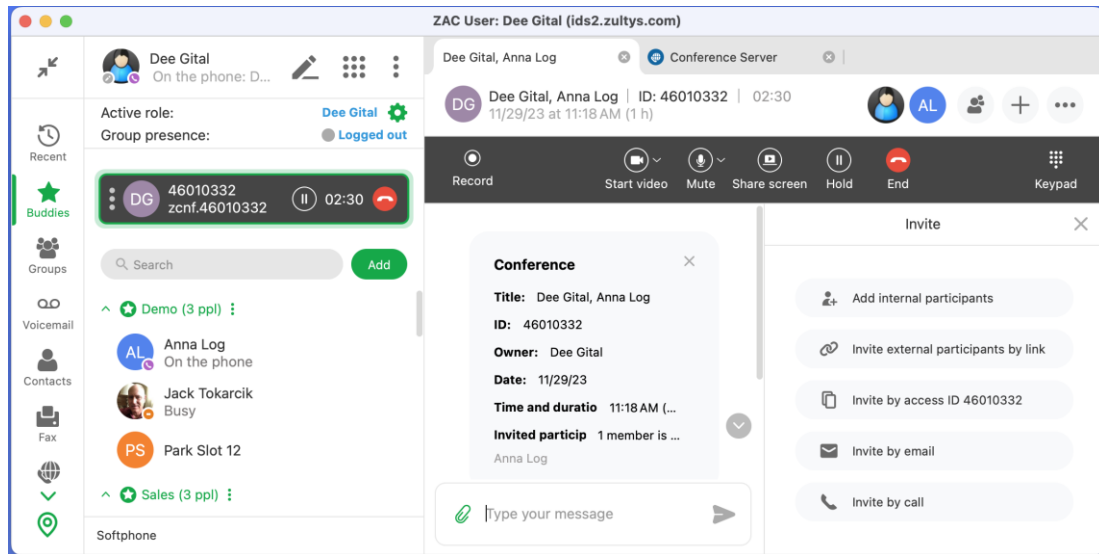 ZAC User: Dee Gital (ids2.zultys.com)
Dee Gital
On the phone: D...
Active role: Dee Gital
Group presence: Logged out
Recent
Buddies
Groups
Voicemail
Contacts
Fax
DG
46010332
zcnf.46010332
02:30
Search
Add
Demo (3 ppl)
AL
Anna Log
On the phone
Jack Tokarcik
Busy
PS
Park Slot 12
Sales (3 ppl)
Softphone
Dee Gital, Anna Log
Conference Server
DG
Dee Gital, Anna Log | ID: 46010332 | 02:30
11/29/23 at 11:18 AM (1 h)
AL
Record
Start video
Mute
Share screen
Hold
End
Keypad
Conference
Title: Dee Gital, Anna Log
ID: 46010332
Owner: Dee Gital
Date: 11/29/23
Time and duratio 11:18 AM (...
Invited particip 1 member is ...
Anna Log
Type your message
Invite
Add internal participants
Invite external participants by link
Invite by access ID 46010332
Invite by email
Invite by call